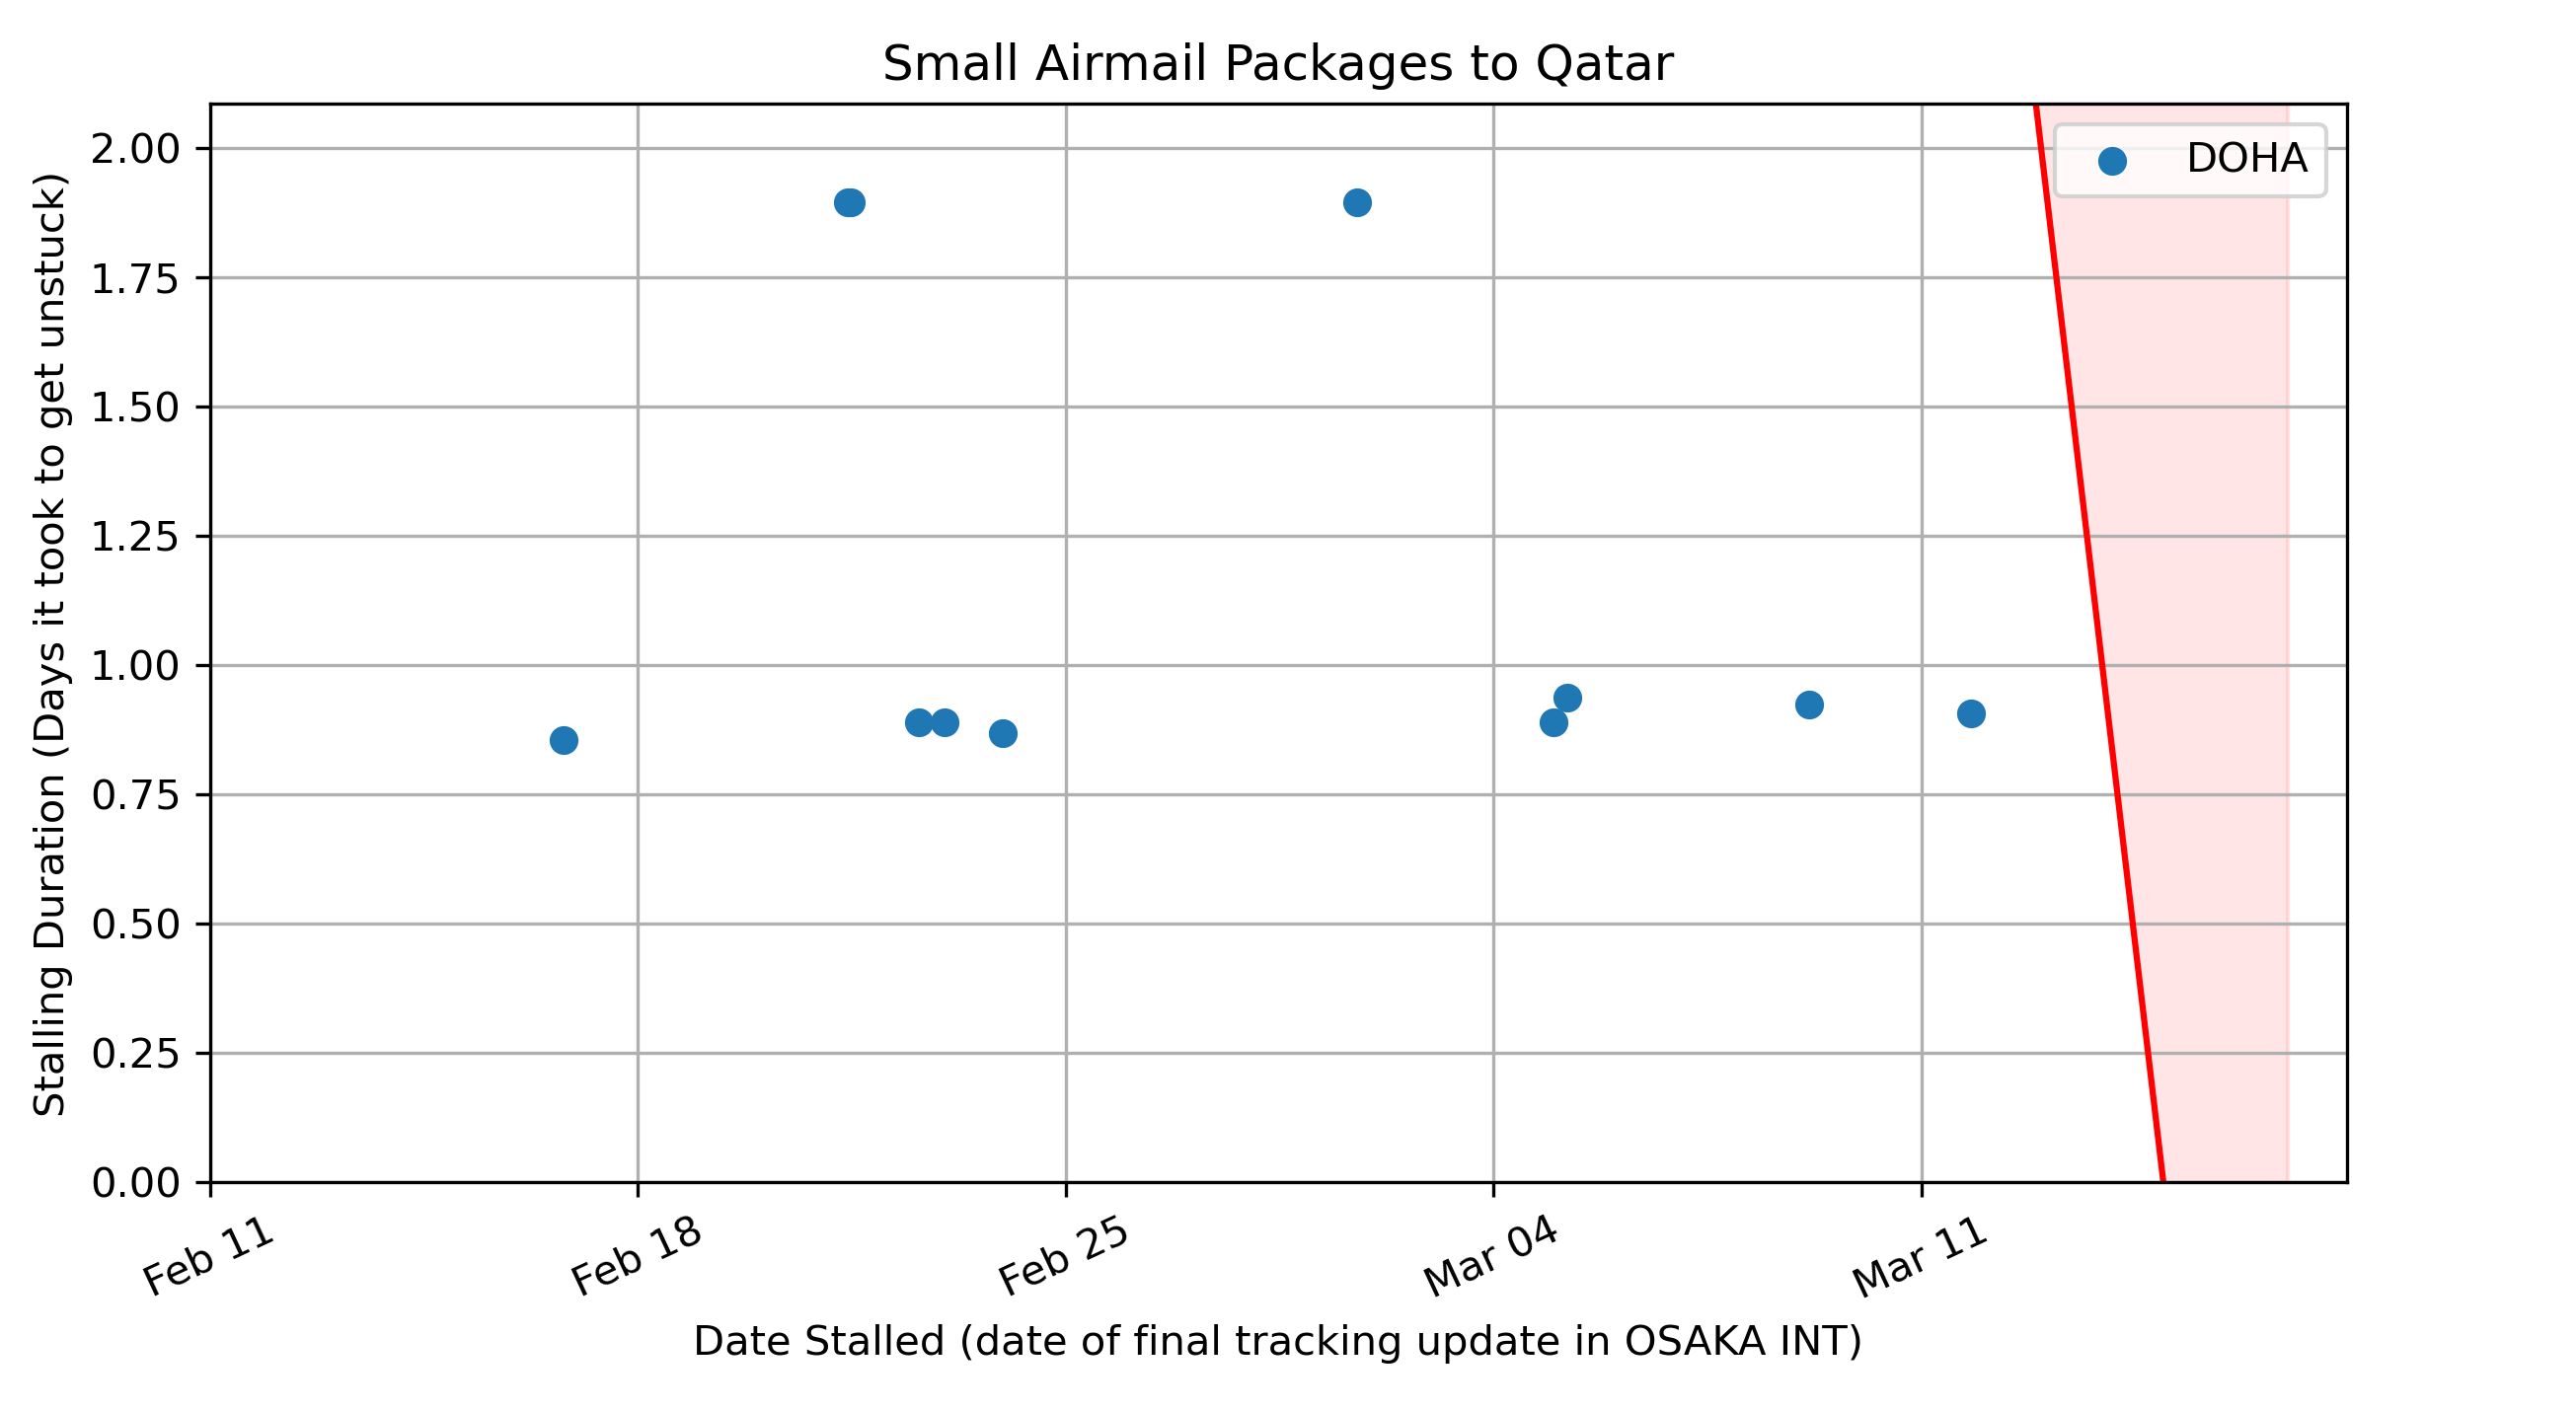 Small Airmail Packages to Qatar
DOHA
Stalling Duration (Days it took to get unstuck)
2.00
1.75
1.50
1.25
1.00
0.75
0.50
0.25
0.00
Feb 11
Feb 18
Feb 25
Mar 04
Mar 11
Date Stalled (date of final tracking update in OSAKA INT)